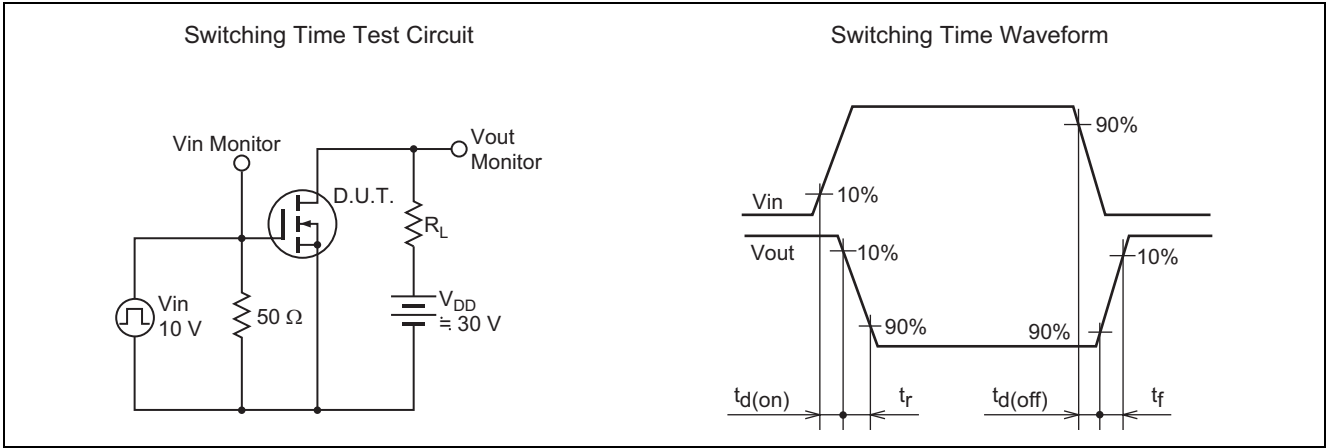 Switching Time Test Circuit
Vin Monitor
Vout
Monitor
D.U.T.
RL
Vin
10 V
50 Ω
VDD
≒ 30 V
Switching Time Waveform
90%
Vin
10%
Vout
10%
10%
90%
90%
td(on)
tr
td(off)
tf